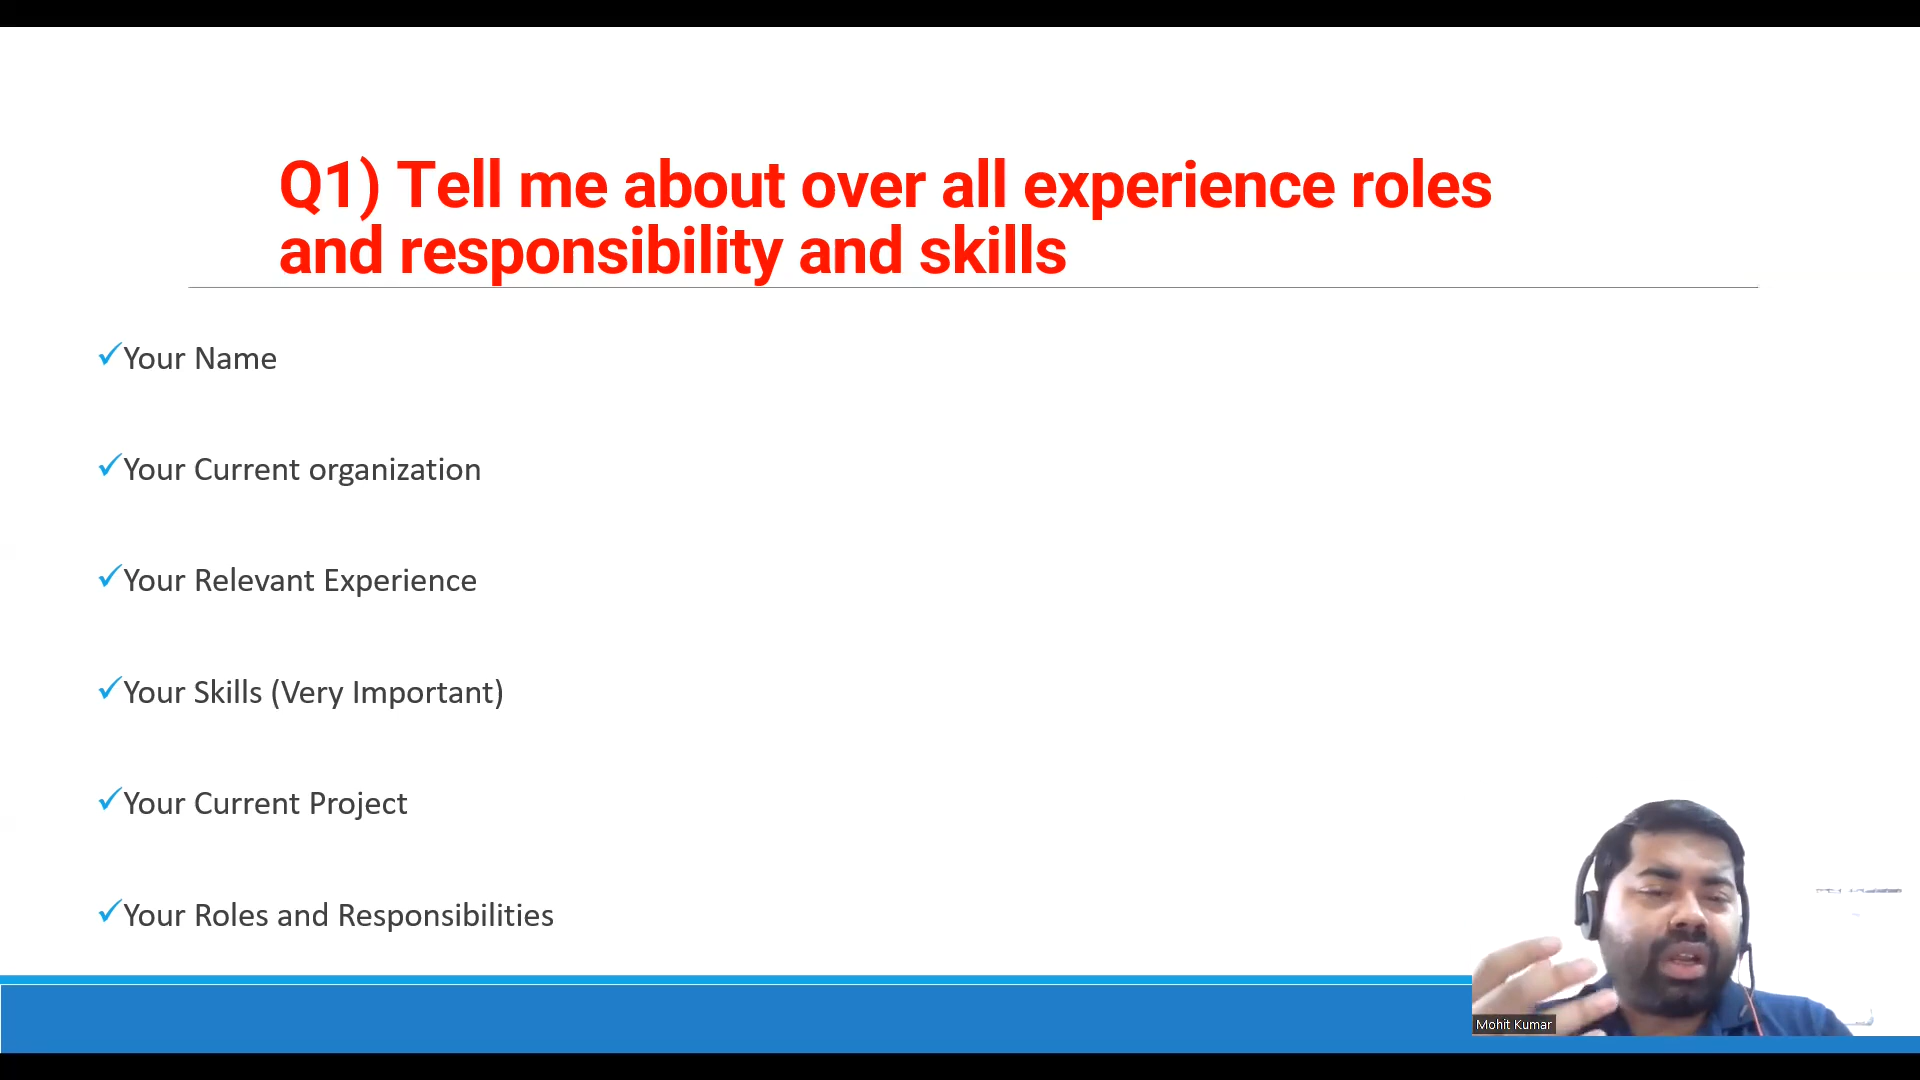 Q1) Tell me about over all experience roles
and responsibility and skills
✓Your Name
✓Your Current organization
✓Your Relevant Experience
✓Your Skills (Very Important)
✓Your Current Project
✓Your Roles and Responsibilities
Mohit Kumar